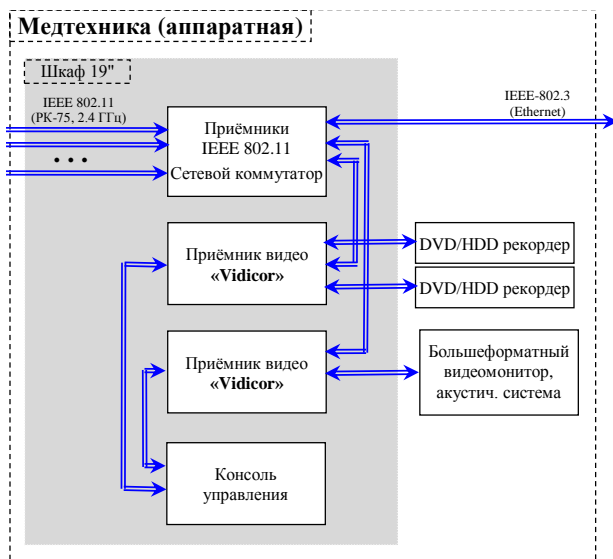 Медтехника (аппаратная)
Шкаф 19"
IEEE 802.11
(РК-75, 2.4 ГГц)
IEEE-802.3
(Ethernet)
Приёмники
IEEE 802.11
Сетевой коммутатор
Приёмник видео
«Vidicor»
DVD/HDD рекордер
DVD/HDD рекордер
Приёмник видео
«Vidicor»
Большеформатный
видеомонитор,
акустич. система
Консоль
управления